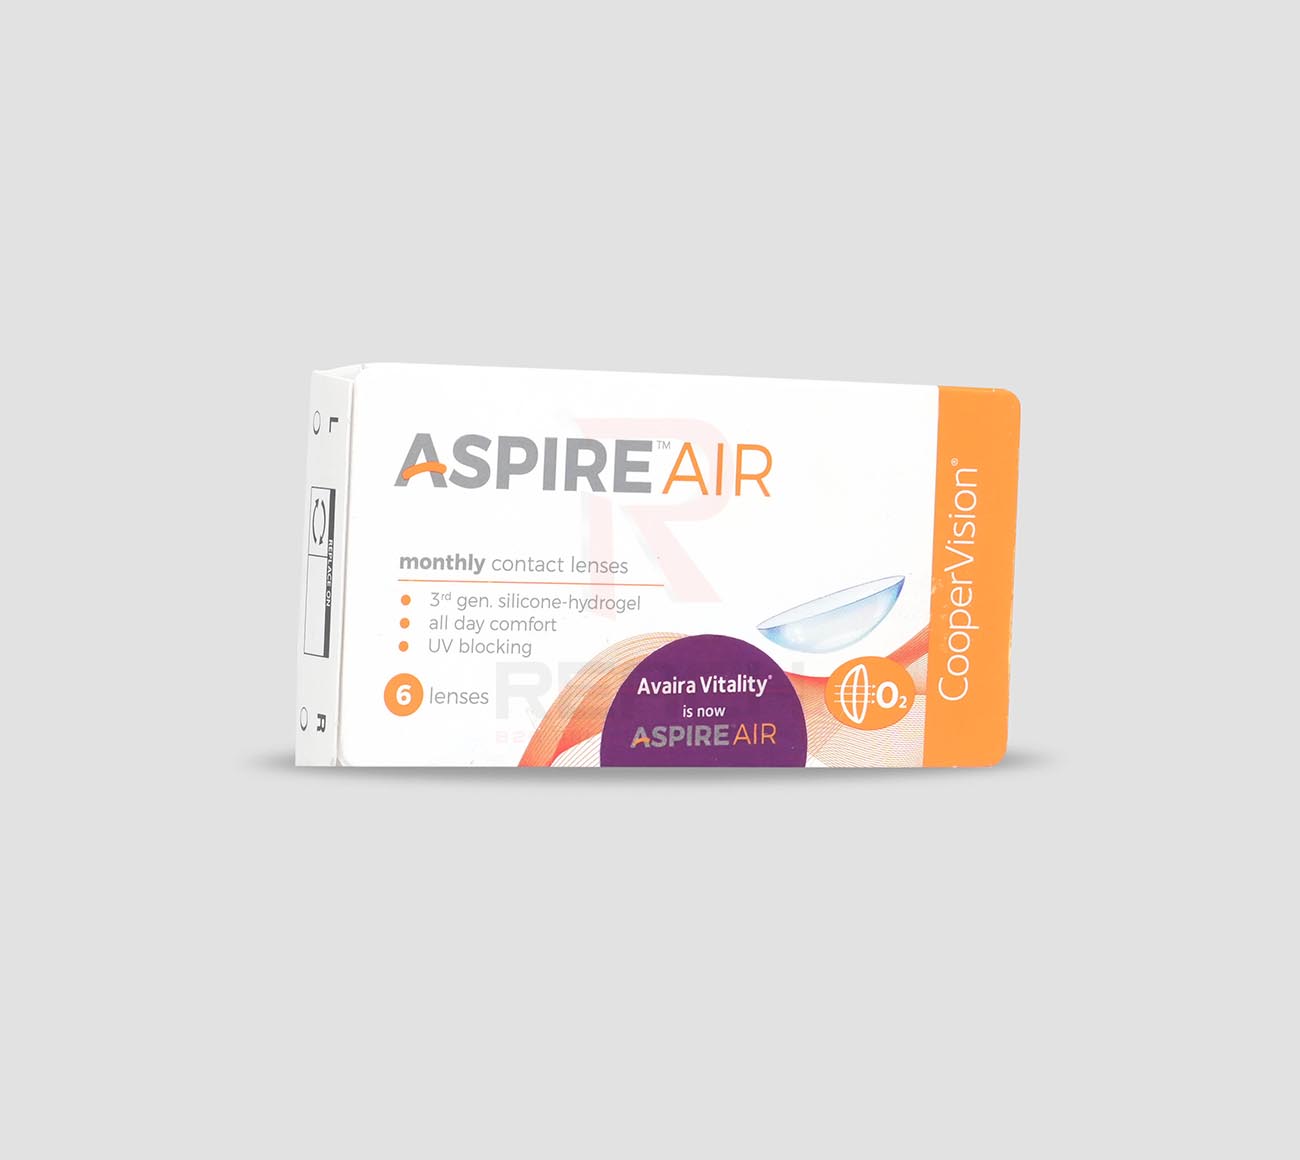 ASPIRE™ AIR
monthly contact lenses
3rd gen. silicone-hydrogel
all day comfort
UV blocking
6 lenses
Avaira Vitality®
is now
ASPIRE™ AIR
O2
CooperVision®
L
REPLACE ON
R